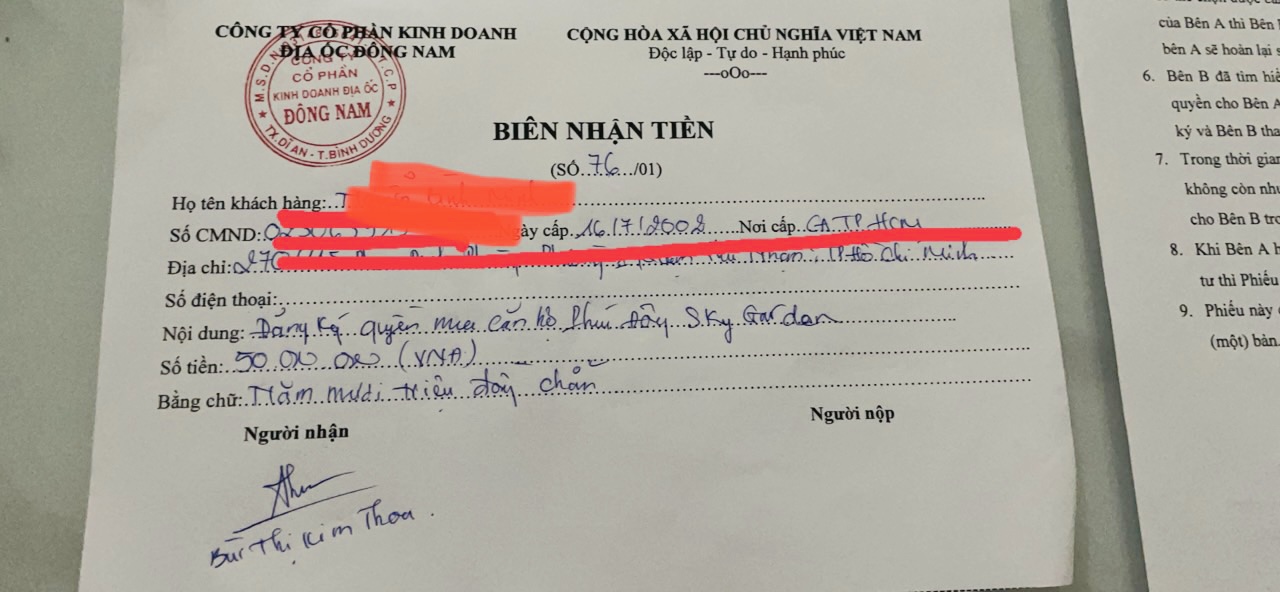 CÔNG TY CỔ PHẦN KINH DOANH
ĐỊA ỐC ĐÔNG NAM
CỘNG HÒA XÃ HỘI CHỦ NGHĨA VIỆT NAM
Độc lập - Tự do - Hạnh phúc
---oOo---
M.S.D.N
C.P
CÔNG TY
CỔ PHẦN
KINH DOANH ĐỊA ỐC
ĐÔNG NAM
TX.DĨ AN - T.BÌNH DƯƠNG
BIÊN NHẬN TIỀN
(SỐ 76/01)
Họ tên khách hàng:
Số CMND: Ngày cấp 16/7/2002 Nơi cấp CA TP HCM
Địa chỉ: TP Hồ Chí Minh
Số điện thoại:
Nội dung: Đăng ký quyền mua căn hộ Phú Đông Sky Garden
Số tiền: 50.00.00 (VNĐ)
Bằng chữ: Năm mươi triệu đồng chẵn
Người nhận
Người nộp
Bùi Thị Kim Thoa.
của Bên A thì Bên
bên A sẽ hoàn lại
6. Bên B đã tìm
quyền cho Bên A
ký và Bên B
7. Trong thời gian
không còn
cho Bên B
8. Khi Bên A
tư thì Phiếu
9. Phiếu này
(một) bản.